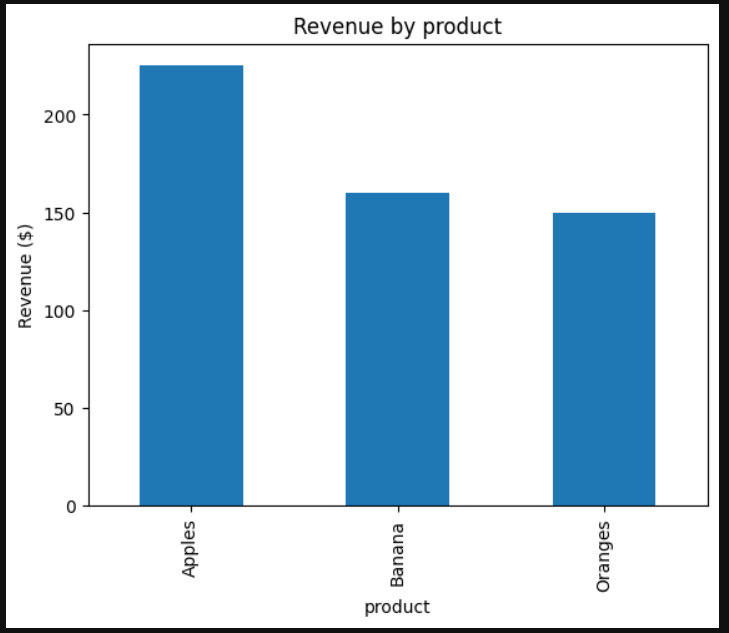 Revenue by product
Revenue ($)
200
150
100
50
0
Apples
Banana
Oranges
product